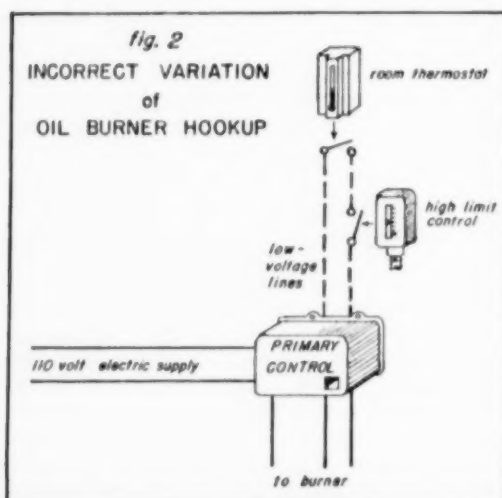 fig. 2
INCORRECT VARIATION
of
OIL BURNER HOOKUP
room thermostat
high limit
control
low-
voltage
lines
PRIMARY
CONTROL
110 volt electric supply
to burner